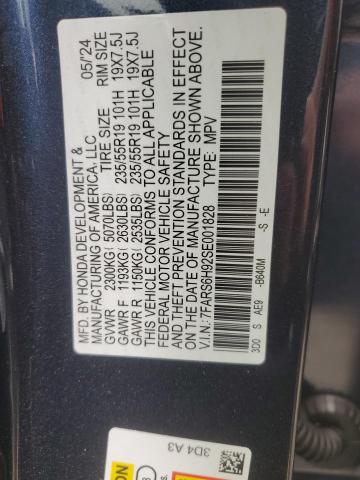 MFD. BY HONDA DEVELOPMENT & 05/'24
MANUFACTURING OF AMERICA, LLC
TIRE SIZE RIM SIZE
GVWR 2300KG( 5070LBS)
GAWR F 1193KG( 2630LBS) 235/55R19 101H 19X7.5J
GAWR R 1150KG( 2535LBS) 235/55R19 101H 19X7.5J
THIS VEHICLE CONFORMS TO ALL APPLICABLE
FEDERAL MOTOR VEHICLE SAFETY
AND THEFT PREVENTION STANDARDS IN EFFECT
ON THE DATE OF MANUFACTURE SHOWN ABOVE.
V.I.N.:7FARS6H92SE001828 TYPE: MPV
3D0 S AE9 -B640M -S -E
3D4 A3